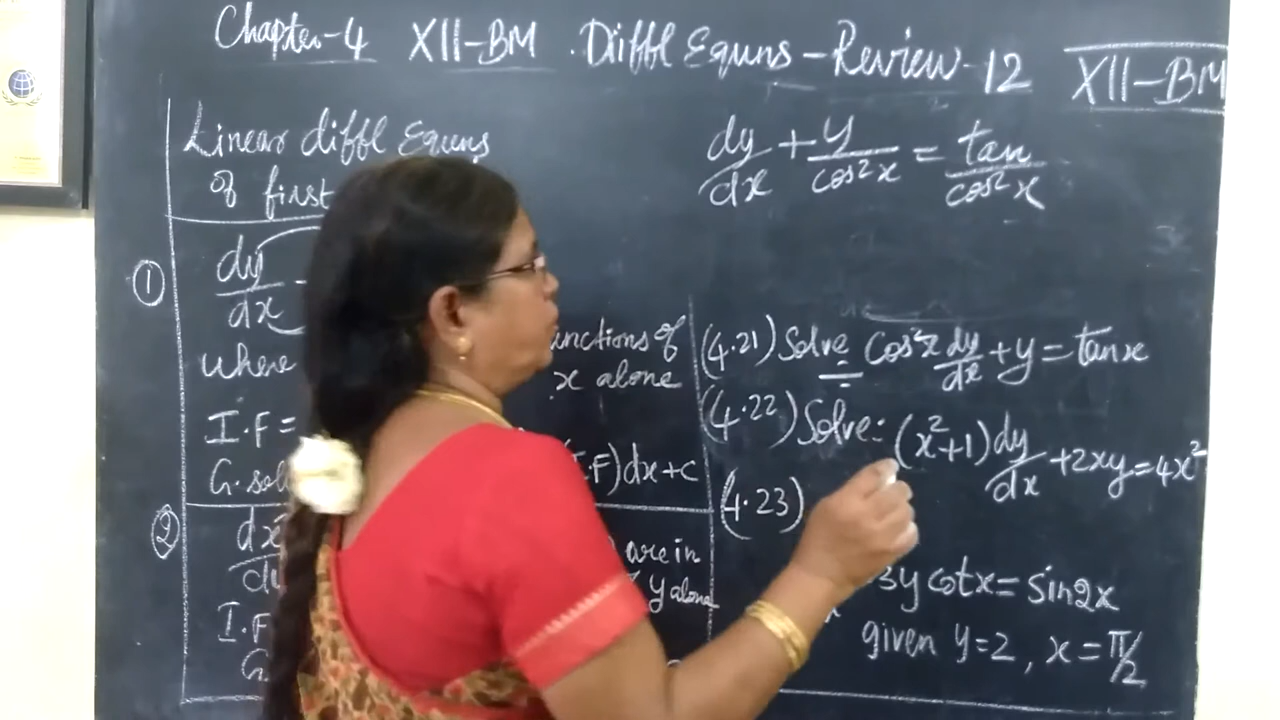 Chapter-4 XII-BM . Diffl Equns - Review-12
XII-BM
Linear diffl Equns
of first
①
dy/dx -
where
unctions of
x alone
I.F =
G. sol
.F)dx+c
②
dx
du
are in
y alone
I.F
G.
dy/dx + y/cos²x = tan/cos²x
(4.21) Solve : cos²x dy/dx + y = tanx
(4.22) Solve: (x²+1) dy/dx + 2xy = 4x²
(4.23)
3y cotx = sin2x
given y=2, x = π/2